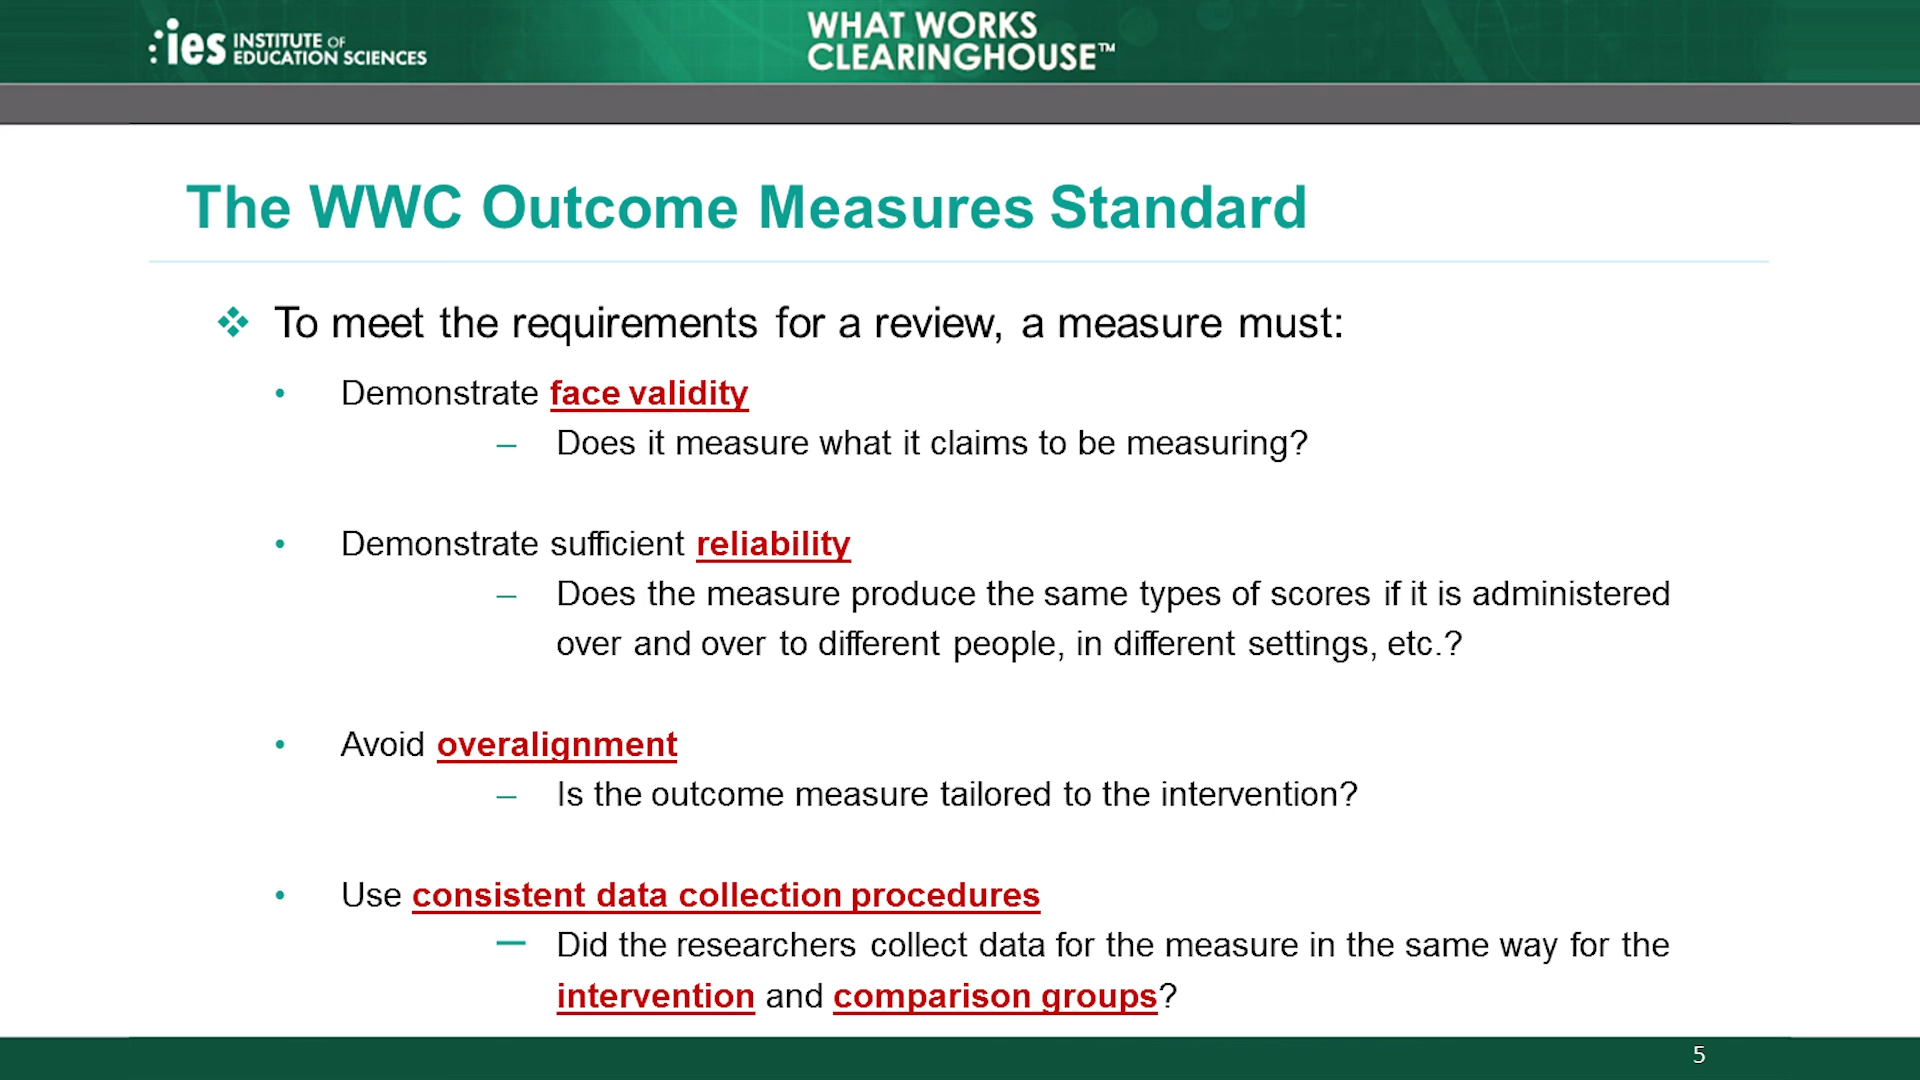 ies INSTITUTE OF
EDUCATION SCIENCES
WHAT WORKS
CLEARINGHOUSE™
The WWC Outcome Measures Standard
❖ To meet the requirements for a review, a measure must:
• Demonstrate face validity
– Does it measure what it claims to be measuring?
• Demonstrate sufficient reliability
– Does the measure produce the same types of scores if it is administered
over and over to different people, in different settings, etc.?
• Avoid overalignment
– Is the outcome measure tailored to the intervention?
• Use consistent data collection procedures
– Did the researchers collect data for the measure in the same way for the
intervention and comparison groups?
5